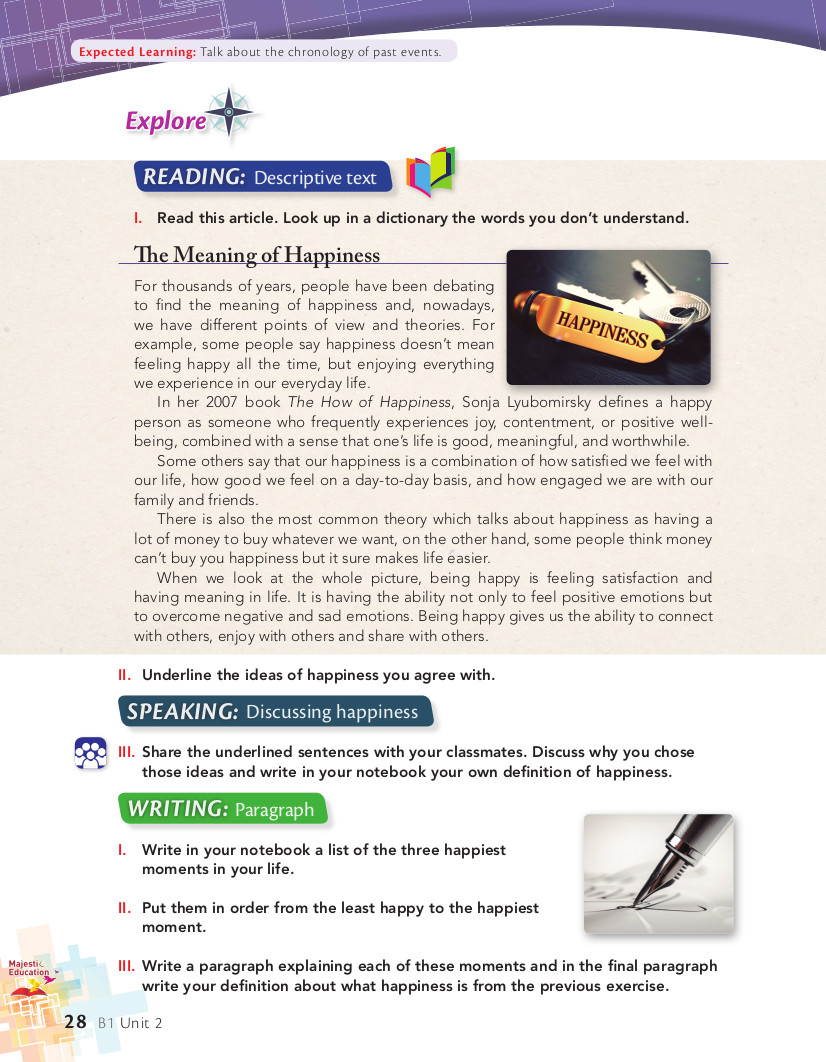 Expected Learning: Talk about the chronology of past events.
Explore
READING: Descriptive text
I. Read this article. Look up in a dictionary the words you don't understand.
The Meaning of Happiness
For thousands of years, people have been debating
to find the meaning of happiness and, nowadays,
we have different points of view and theories. For
example, some people say happiness doesn't mean
feeling happy all the time, but enjoying everything
we experience in our everyday life.
HAPPINESS
In her 2007 book The How of Happiness, Sonja Lyubomirsky defines a happy
person as someone who frequently experiences joy, contentment, or positive well-
being, combined with a sense that one's life is good, meaningful, and worthwhile.
Some others say that our happiness is a combination of how satisfied we feel with
our life, how good we feel on a day-to-day basis, and how engaged we are with our
family and friends.
There is also the most common theory which talks about happiness as having a
lot of money to buy whatever we want, on the other hand, some people think money
can't buy you happiness but it sure makes life easier.
When we look at the whole picture, being happy is feeling satisfaction and
having meaning in life. It is having the ability not only to feel positive emotions but
to overcome negative and sad emotions. Being happy gives us the ability to connect
with others, enjoy with others and share with others.
II. Underline the ideas of happiness you agree with.
SPEAKING: Discussing happiness
III. Share the underlined sentences with your classmates. Discuss why you chose
those ideas and write in your notebook your own definition of happiness.
WRITING: Paragraph
I. Write in your notebook a list of the three happiest
moments in your life.
II. Put them in order from the least happy to the happiest
moment.
III. Write a paragraph explaining each of these moments and in the final paragraph
write your definition about what happiness is from the previous exercise.
Majestic
Education
28 B1 Unit 2